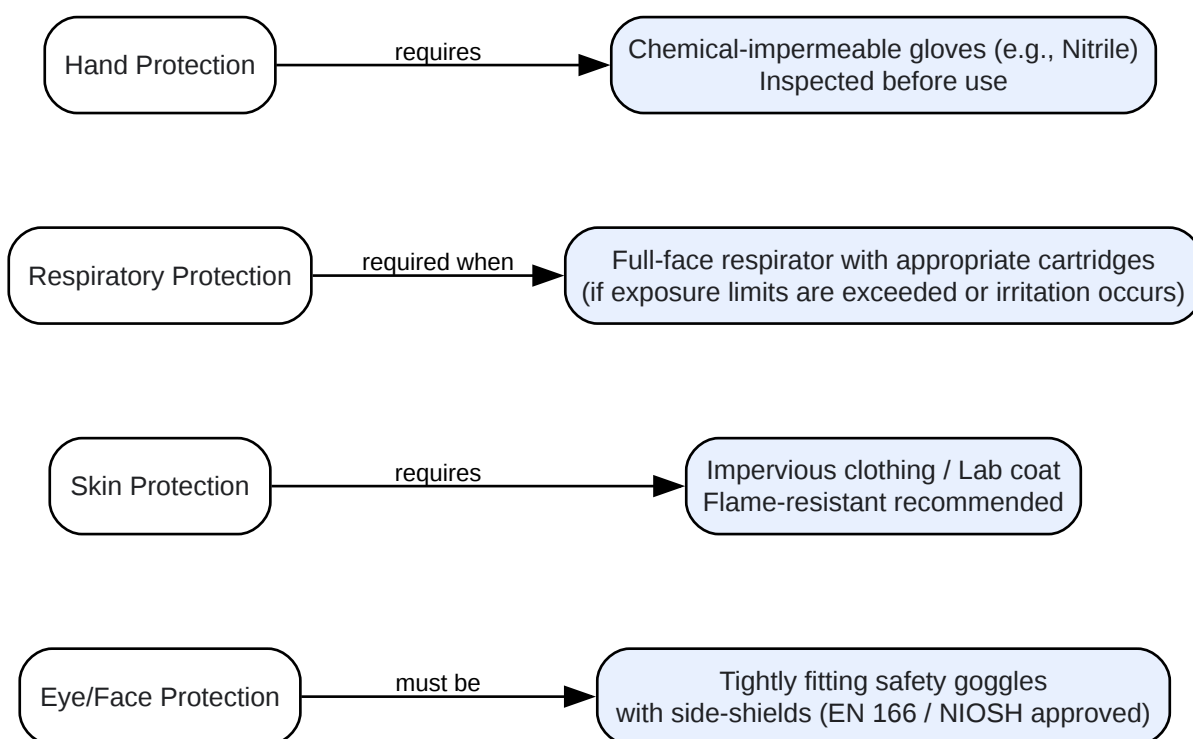 Hand Protection
requires
Chemical-impermeable gloves (e.g., Nitrile)
Inspected before use
Respiratory Protection
required when
Full-face respirator with appropriate cartridges
(if exposure limits are exceeded or irritation occurs)
Skin Protection
requires
Impervious clothing / Lab coat
Flame-resistant recommended
Eye/Face Protection
must be
Tightly fitting safety goggles
with side-shields (EN 166 / NIOSH approved)